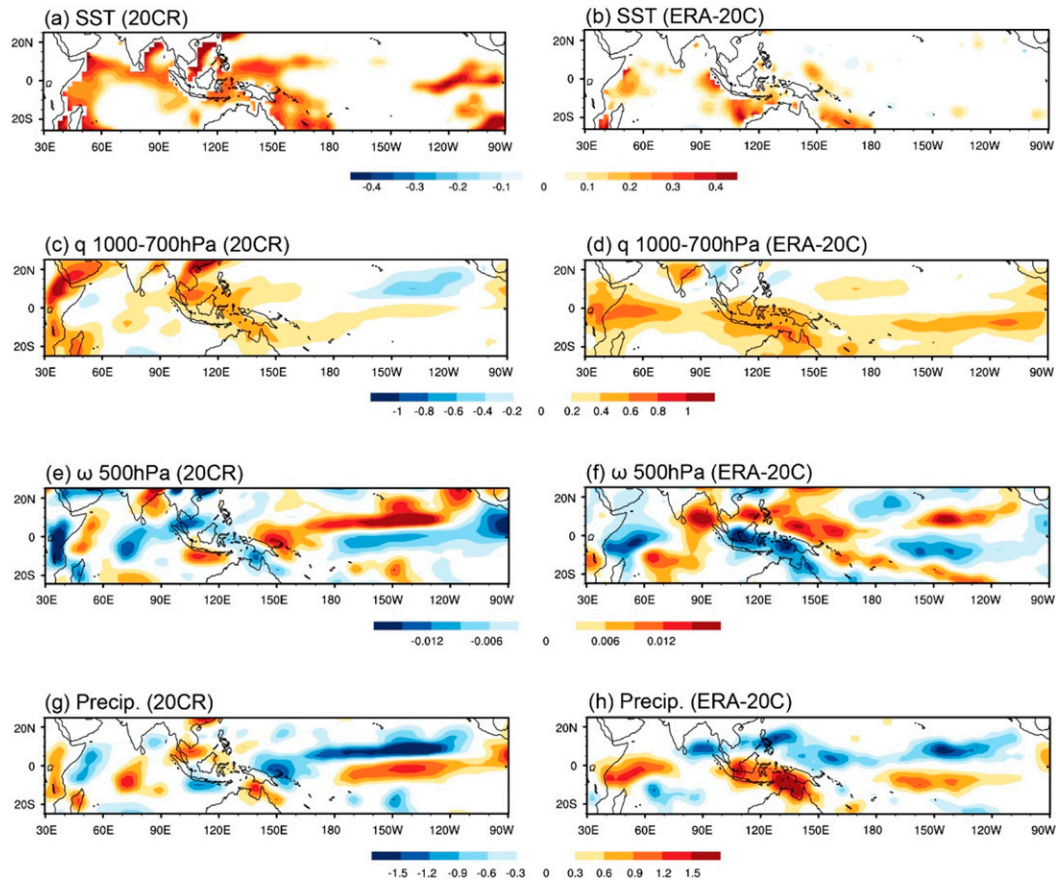 (a) SST (20CR)
(b) SST (ERA-20C)
20N
0
20S
30E 60E 90E 120E 150E 180 150W 120W 90W
20N
0
20S
30E 60E 90E 120E 150E 180 150W 120W 90W
-0.4 -0.3 -0.2 -0.1 0 0.1 0.2 0.3 0.4
(c) q 1000-700hPa (20CR)
(d) q 1000-700hPa (ERA-20C)
20N
0
20S
30E 60E 90E 120E 150E 180 150W 120W 90W
20N
0
20S
30E 60E 90E 120E 150E 180 150W 120W 90W
-1 -0.8 -0.6 -0.4 -0.2 0 0.2 0.4 0.6 0.8 1
(e) ω 500hPa (20CR)
(f) ω 500hPa (ERA-20C)
20N
0
20S
30E 60E 90E 120E 150E 180 150W 120W 90W
20N
0
20S
30E 60E 90E 120E 150E 180 150W 120W 90W
-0.012 -0.006 0 0.006 0.012
(g) Precip. (20CR)
(h) Precip. (ERA-20C)
20N
0
20S
30E 60E 90E 120E 150E 180 150W 120W 90W
20N
0
20S
30E 60E 90E 120E 150E 180 150W 120W 90W
-1.5 -1.2 -0.9 -0.6 -0.3 0 0.3 0.6 0.9 1.2 1.5